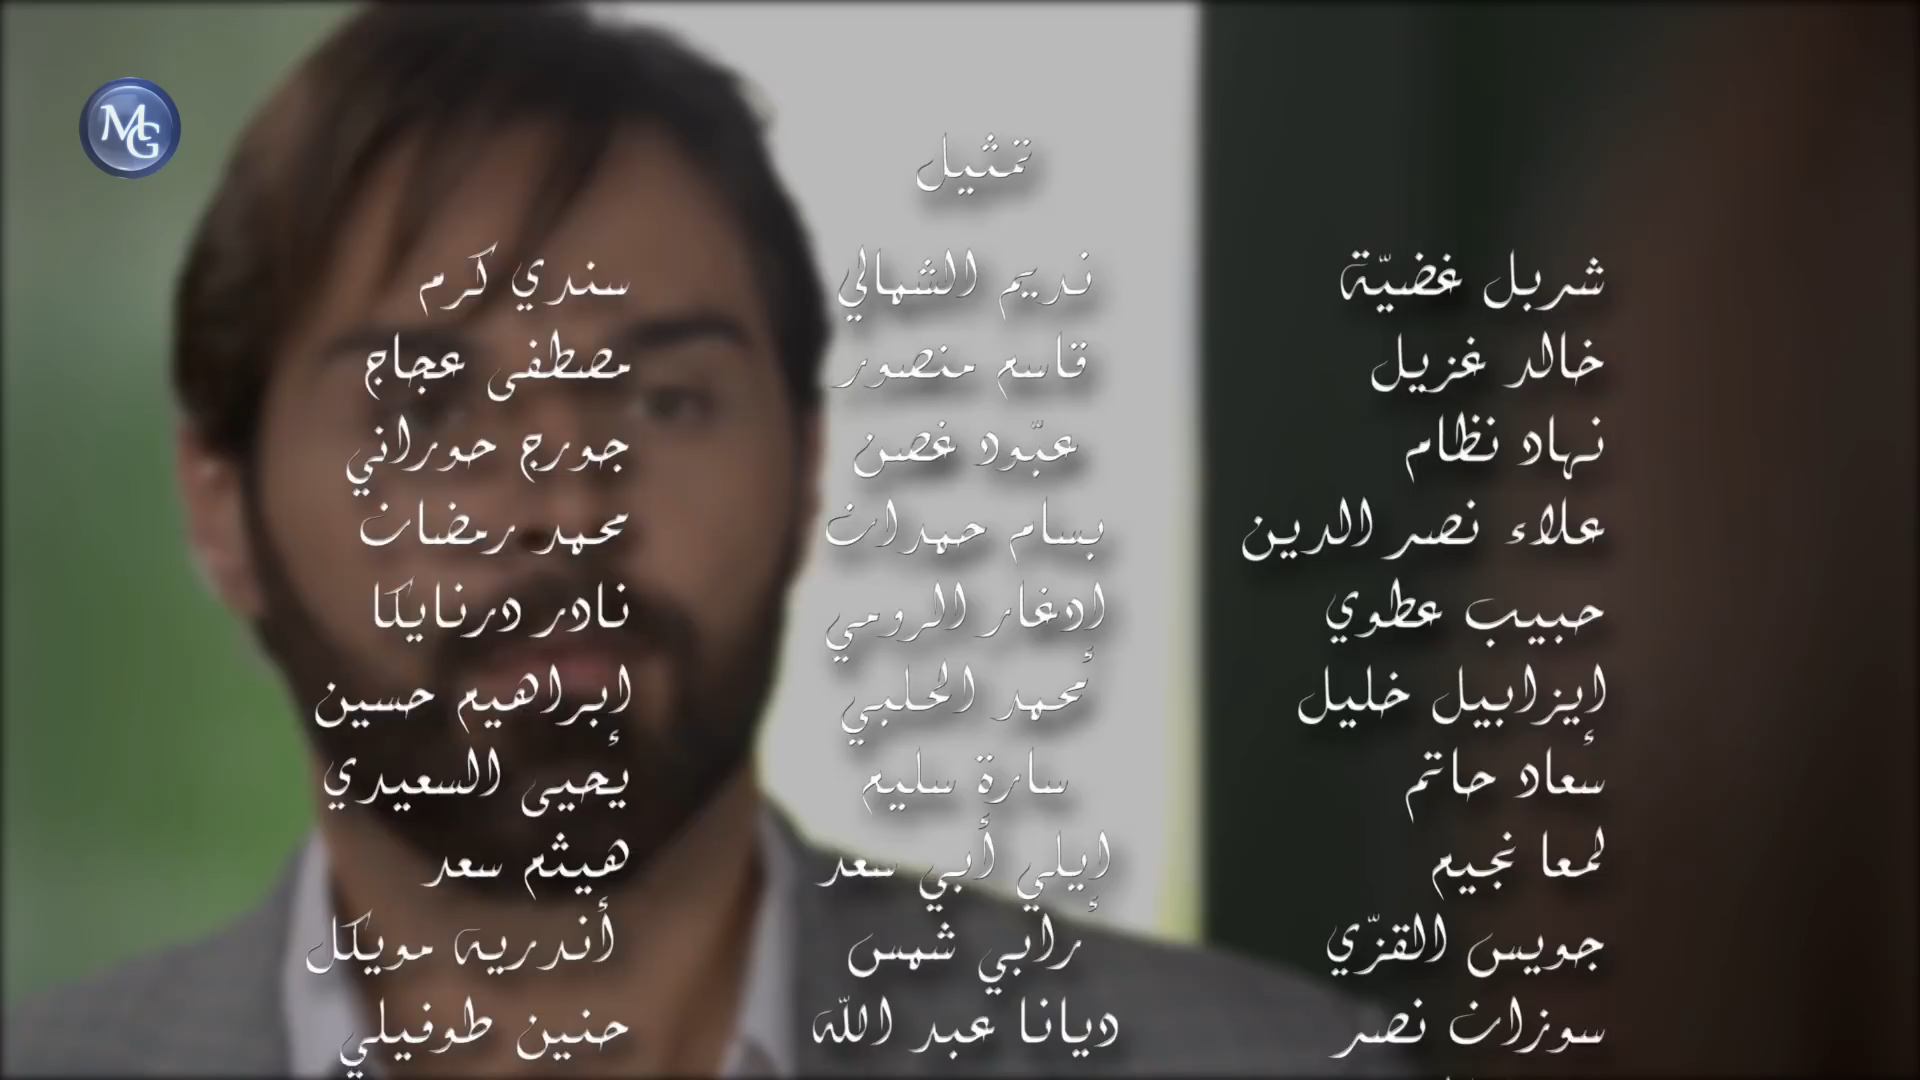 MG
تمثيل
شربل غضيّة نديم الشمالي سندي كرم
خالد غزيل قاسم منصور مصطفى عجاج
نهاد نظام عبّود غصن جورج حوراني
علاء نصر الدين بسام حمدان محمد رمضان
حبيب عطوي إدغار الرومي نادر درنايكا
إيزابيل خليل محمد الحلبي إبراهيم حسين
سعاد حاتم سارة سليم يحيى السعيدي
لمعا نجيم إيلي أبي سعد هيثم سعد
جويس القزّي رابي شمس أندريه مويكل
سوزان نصر ديانا عبد الله حنين طوفيلي